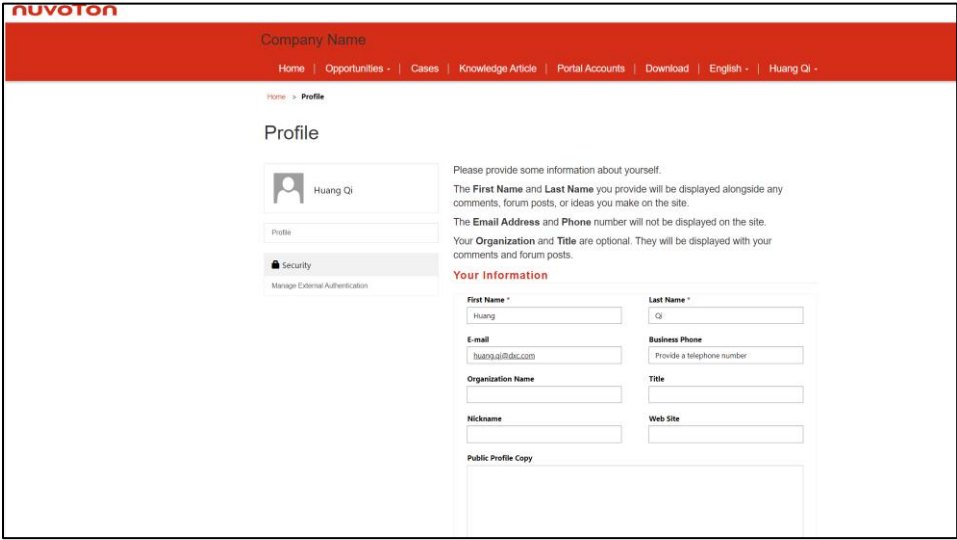 nuvoTon
Company Name
Home | Opportunities | Cases | Knowledge Article | Portal Accounts | Download | English | Huang Qi
Home > Profile
Profile
Huang Qi
Profile
Security
Manage External Authentication
Please provide some information about yourself.
The First Name and Last Name you provide will be displayed alongside any
comments, forum posts, or ideas you make on the site.
The Email Address and Phone number will not be displayed on the site.
Your Organization and Title are optional. They will be displayed with your
comments and forum posts.
Your Information
First Name * Last Name *
Huang Qi
E-mail Business Phone
huang.qi@dxc.com Provide a telephone number
Organization Name Title
Nickname Web Site
Public Profile Copy